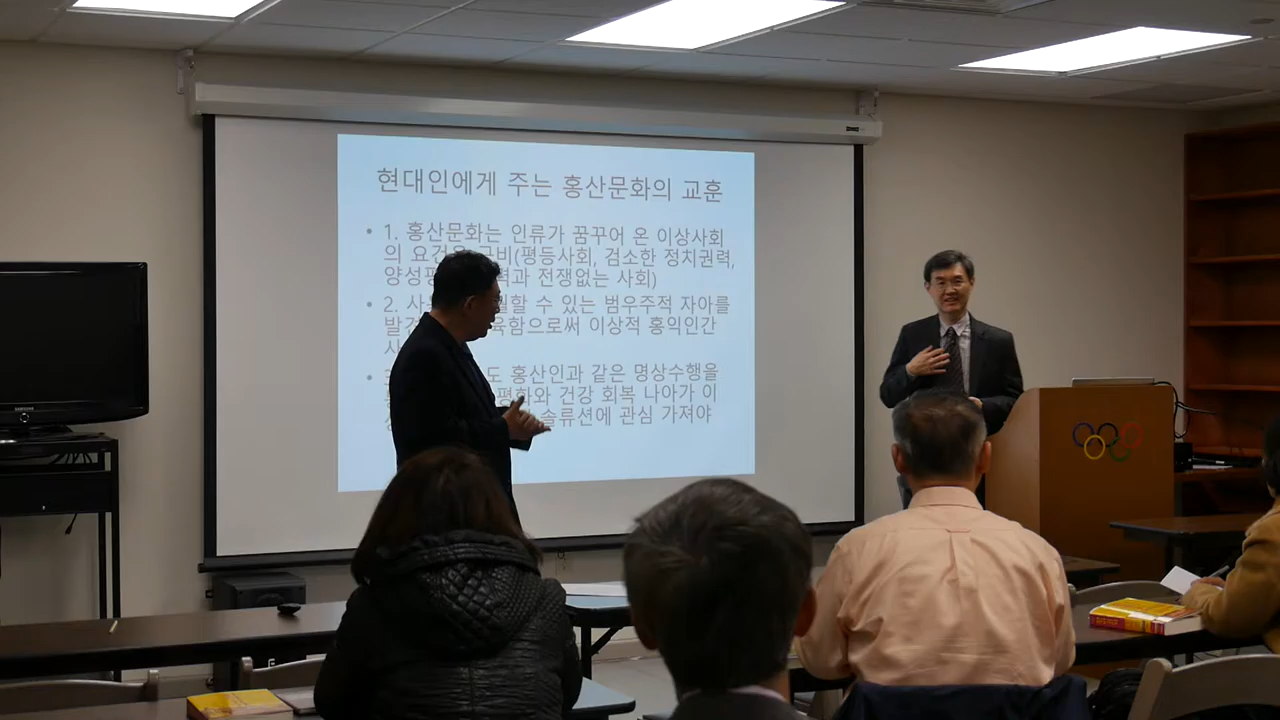 현대인에게 주는 홍산문화의 교훈
• 1. 홍산문화는 인류가 꿈꾸어 온 이상사회
의 요건을 구비(평등사회, 검소한 정치권력,
양성평 과 전쟁없는 사회)
• 2. 할 수 있는 범우주적 자아를
발 함으로써 이상적 홍익인간
• 도 홍산인과 같은 명상수행을
평화와 건강 회복 나아가 이
솔류션에 관심 가져야
SAMSUNG